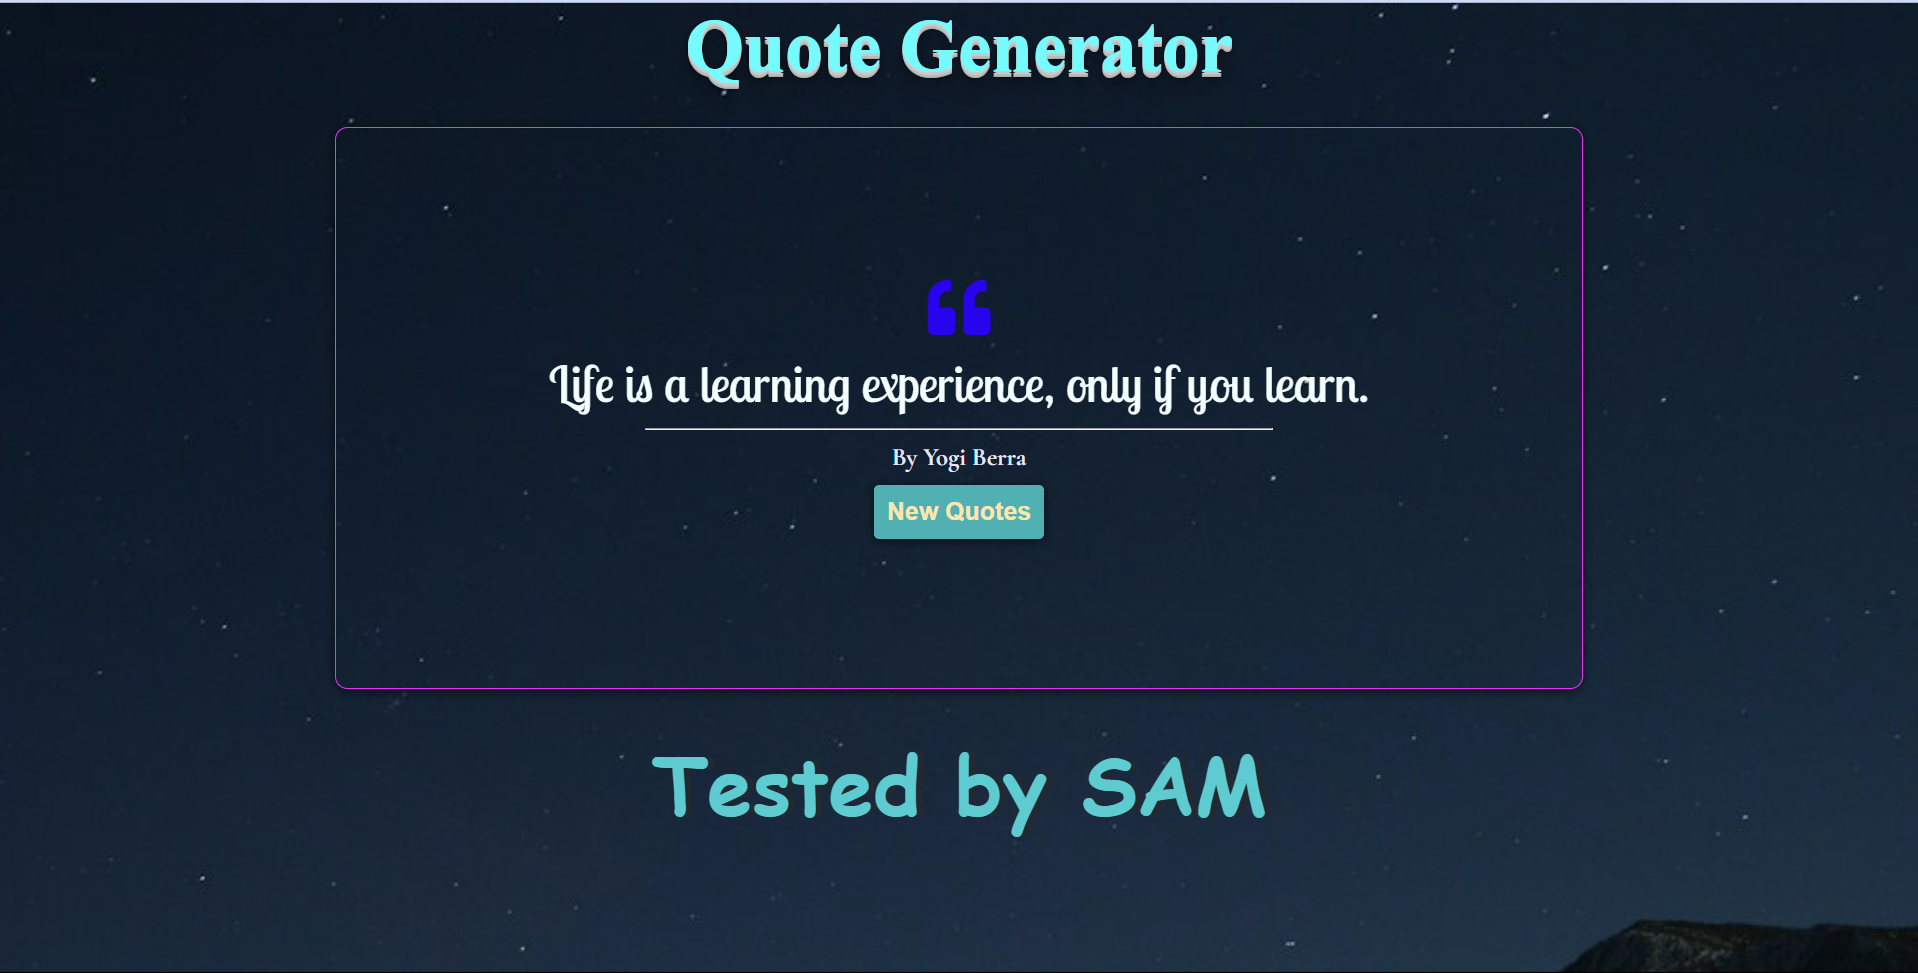 Quote Generator
“
Life is a learning experience, only if you learn.
By Yogi Berra
New Quotes
Tested by SAM